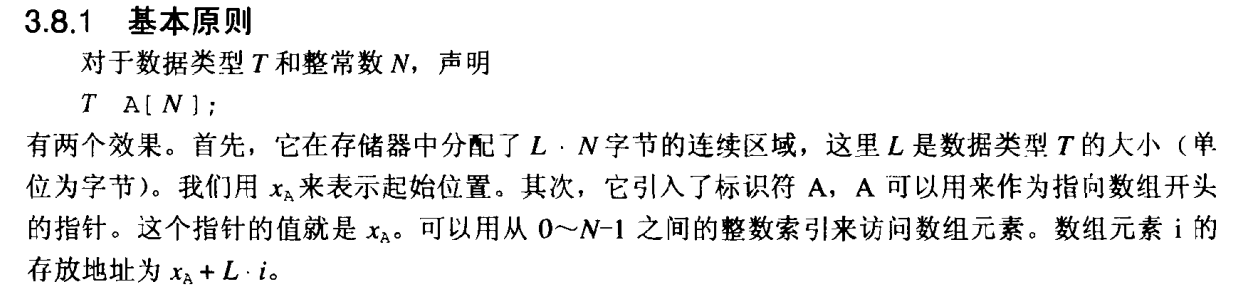 3.8.1 基本原则
对于数据类型 T 和整常数 N，声明
T A[ N ];
有两个效果。首先，它在存储器中分配了 L · N 字节的连续区域，这里 L 是数据类型 T 的大小（单
位为字节）。我们用 xA 来表示起始位置。其次，它引入了标识符 A，A 可以用来作为指向数组开头
的指针。这个指针的值就是 xA。可以用从 0～N-1 之间的整数索引来访问数组元素。数组元素 i 的
存放地址为 xA + L · i。